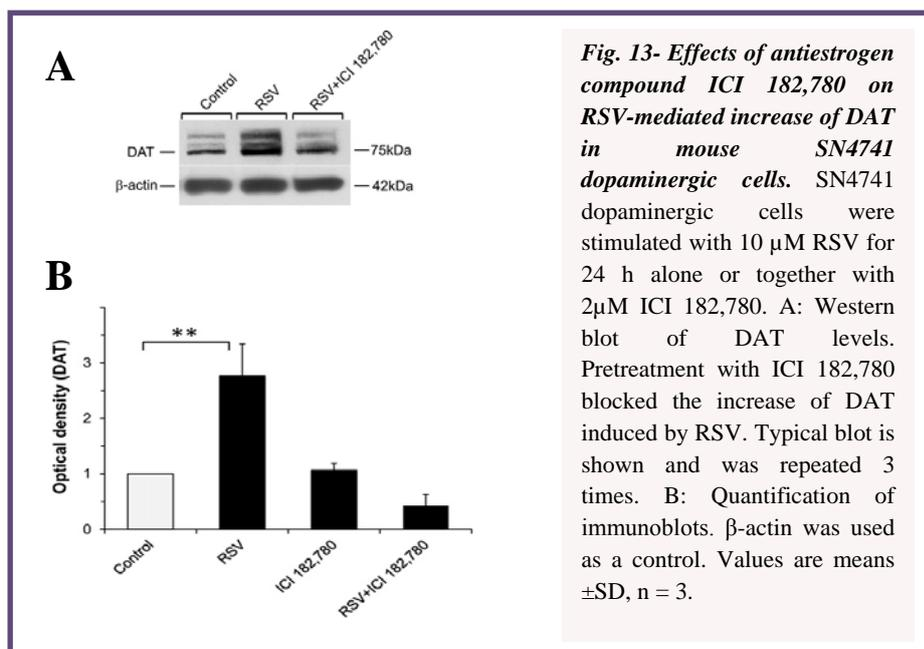 A
Control
RSV
RSV+ICI 182,780
DAT
75kDa
β-actin
42kDa
B
**
Optical density (DAT)
3
2
1
0
Control
RSV
ICI 182,780
RSV+ICI 182,780
Fig. 13- Effects of antiestrogen
compound ICI 182,780 on
RSV-mediated increase of DAT
in mouse SN4741
dopaminergic cells. SN4741
dopaminergic cells were
stimulated with 10 µM RSV for
24 h alone or together with
2µM ICI 182,780. A: Western
blot of DAT levels.
Pretreatment with ICI 182,780
blocked the increase of DAT
induced by RSV. Typical blot is
shown and was repeated 3
times. B: Quantification of
immunoblots. β-actin was used
as a control. Values are means
±SD, n = 3.